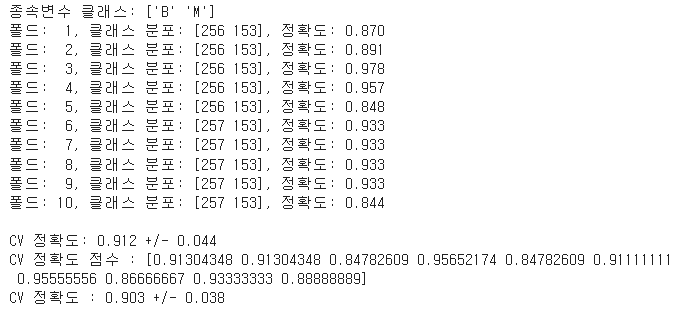 종속변수 클래스: ['B' 'M']
폴드:  1, 클래스 분포: [256 153], 정확도: 0.870
폴드:  2, 클래스 분포: [256 153], 정확도: 0.891
폴드:  3, 클래스 분포: [256 153], 정확도: 0.978
폴드:  4, 클래스 분포: [256 153], 정확도: 0.957
폴드:  5, 클래스 분포: [256 153], 정확도: 0.848
폴드:  6, 클래스 분포: [257 153], 정확도: 0.933
폴드:  7, 클래스 분포: [257 153], 정확도: 0.933
폴드:  8, 클래스 분포: [257 153], 정확도: 0.933
폴드:  9, 클래스 분포: [257 153], 정확도: 0.933
폴드: 10, 클래스 분포: [257 153], 정확도: 0.844
CV 정확도: 0.912 +/- 0.044
CV 정확도 점수 : [0.91304348 0.91304348 0.84782609 0.95652174 0.84782609 0.91111111
0.95555556 0.86666667 0.93333333 0.88888889]
CV 정확도 : 0.903 +/- 0.038